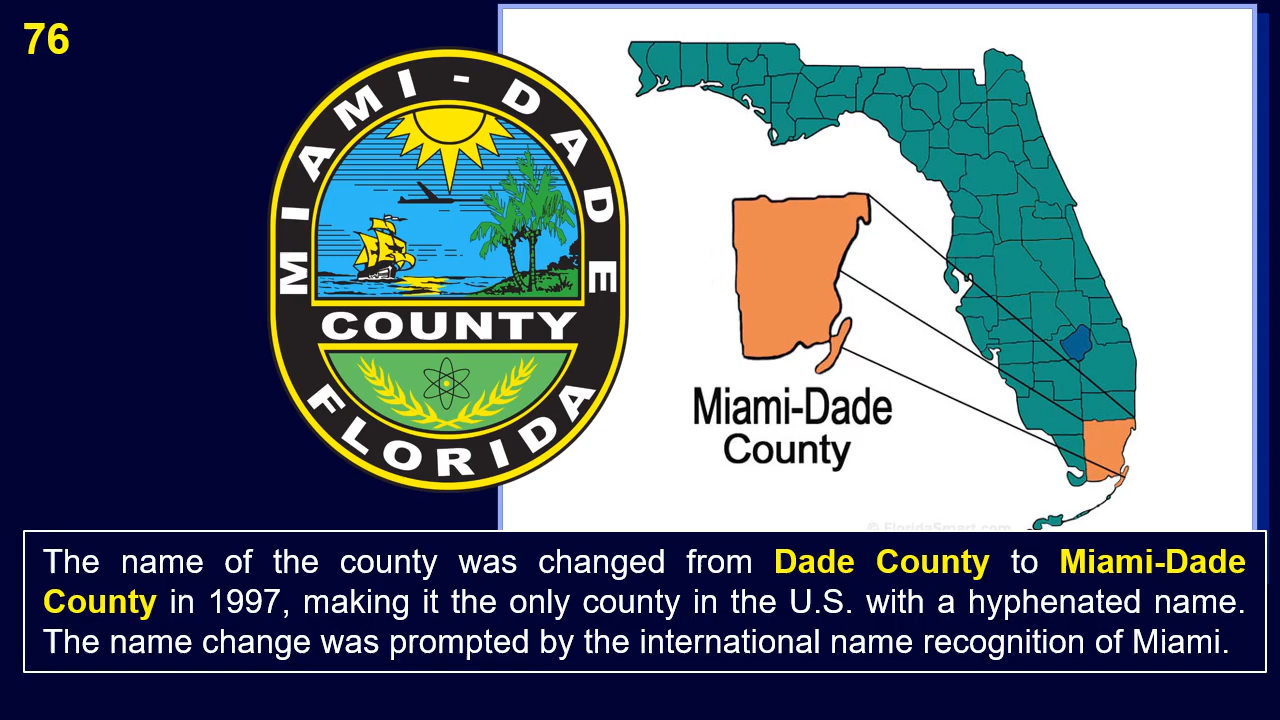 76
MIAMI-DADE
COUNTY
FLORIDA
Miami-Dade
County
© FloridaSmart.com
The name of the county was changed from Dade County to Miami-Dade
County in 1997, making it the only county in the U.S. with a hyphenated name.
The name change was prompted by the international name recognition of Miami.